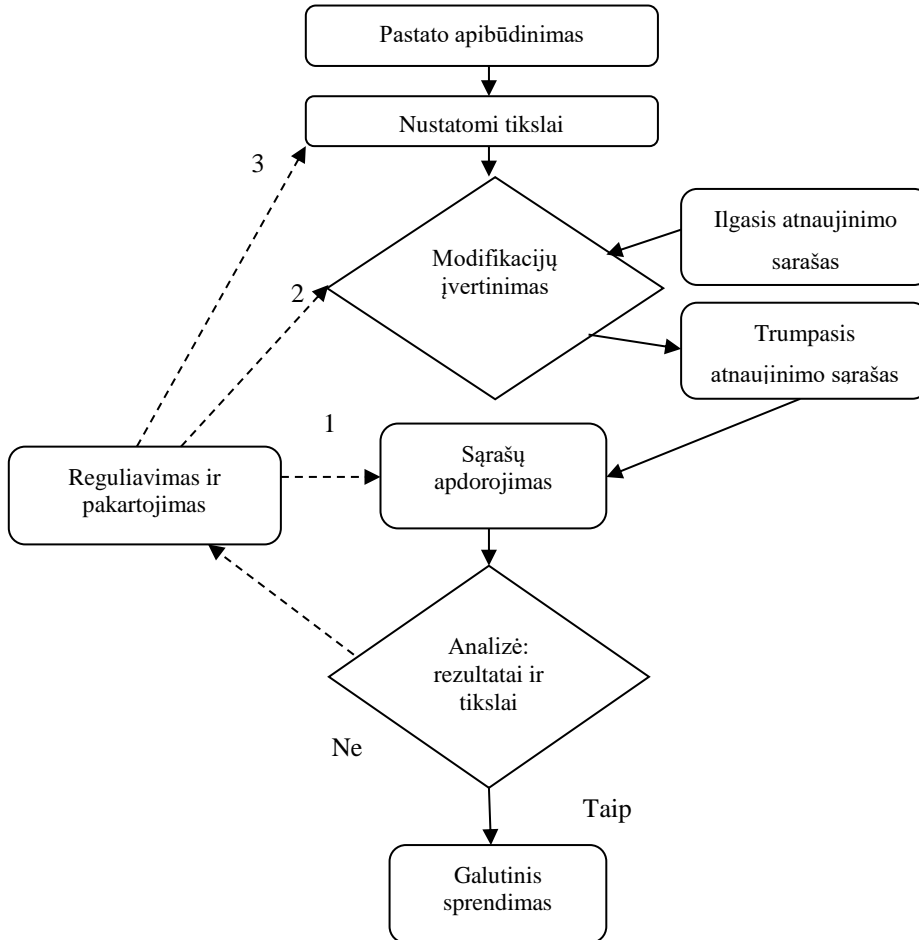 Pastato apibūdinimas
Nustatomi tikslai
3
Ilgasis atnaujinimo
sarašas
Modifikacijų
įvertinimas
2
Trumpasis
atnaujinimo sąrašas
1
Sąrašų
apdorojimas
Reguliavimas ir
pakartojimas
Analizė:
rezultatai ir
tikslai
Ne
Taip
Galutinis
sprendimas